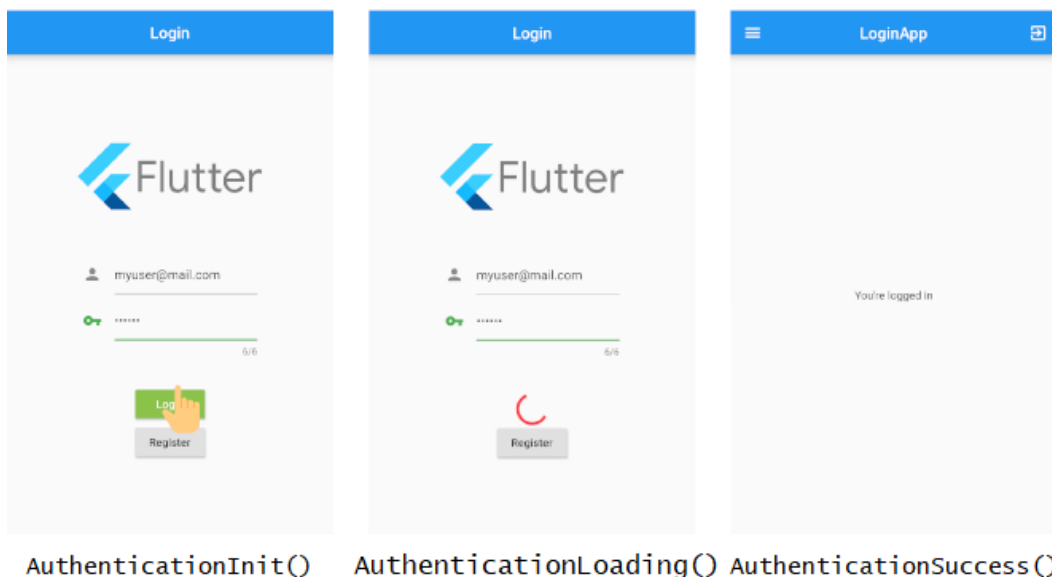 Login
Flutter
myuser@mail.com
······
6/6
Register
AuthenticationInit()
Login
Flutter
myuser@mail.com
······
6/6
Register
AuthenticationLoading()
LoginApp
You're logged in
AuthenticationSuccess()